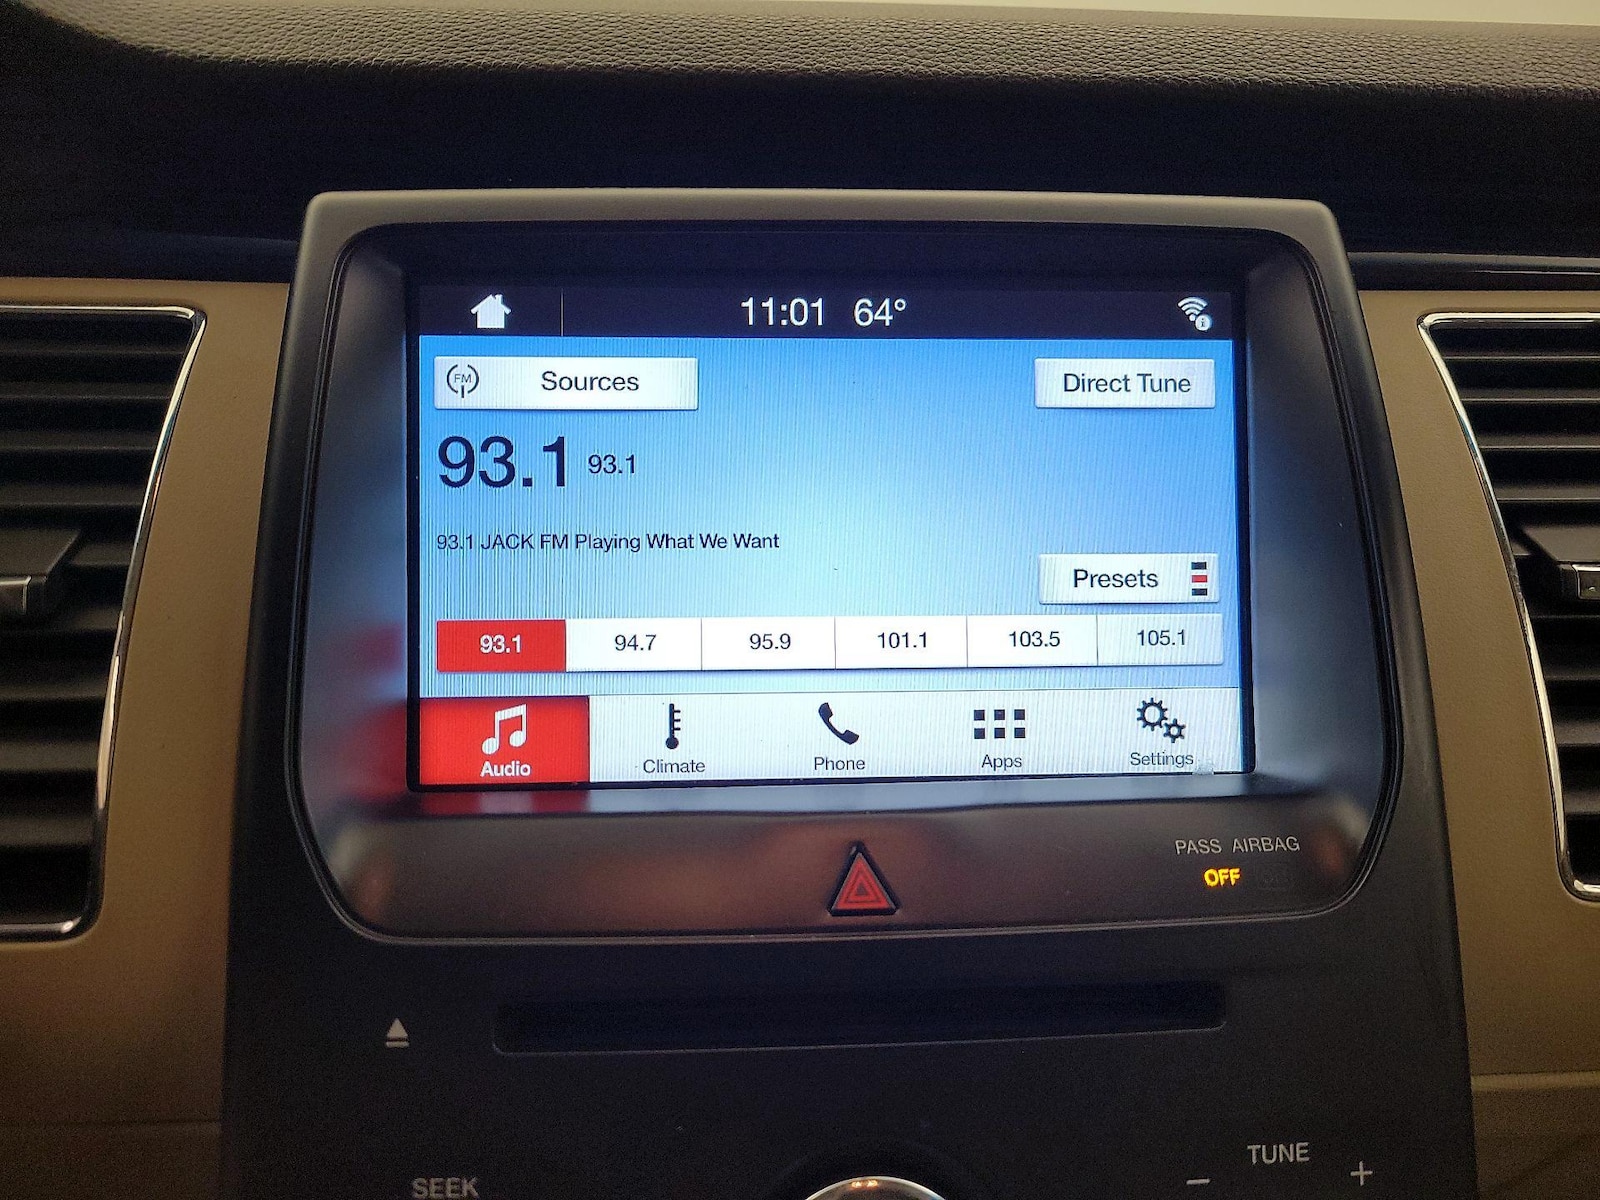 11:01 64°
FM Sources
Direct Tune
93.1 93.1
93.1 JACK FM Playing What We Want
Presets
93.1 94.7 95.9 101.1 103.5 105.1
Audio Climate Phone Apps Settings
PASS AIRBAG
OFF
TUNE
SEEK - +